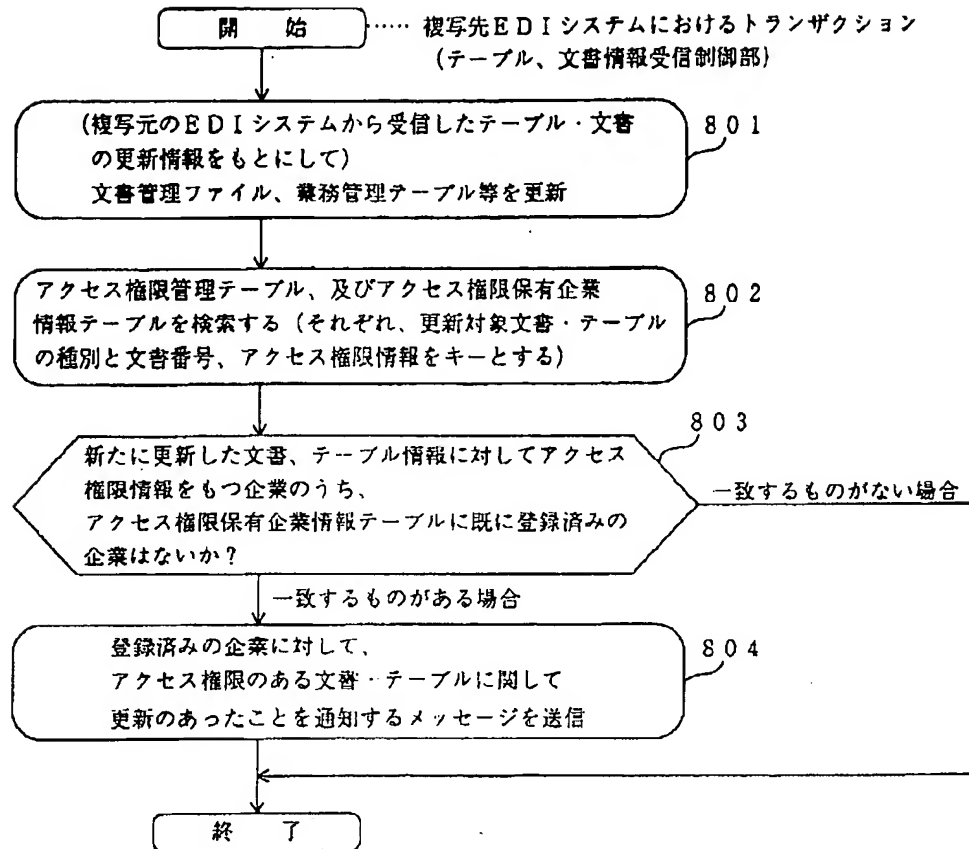 開　始 …… 複写先ＥＤＩシステムにおけるトランザクション
(テーブル、文書情報受信制御部)
(複写元のＥＤＩシステムから受信したテーブル・文書
の更新情報をもとにして)
文書管理ファイル、業務管理テーブル等を更新
８０１
アクセス権限管理テーブル、及びアクセス権限保有企業
情報テーブルを検索する (それぞれ、更新対象文書・テーブル
の種別と文書番号、アクセス権限情報をキーとする)
８０２
新たに更新した文書、テーブル情報に対してアクセス
権限情報をもつ企業のうち、
アクセス権限保有企業情報テーブルに既に登録済みの
企業はないか？
８０３
一致するものがない場合
一致するものがある場合
登録済みの企業に対して、
アクセス権限のある文書・テーブルに関して
更新のあったことを通知するメッセージを送信
８０４
終　了